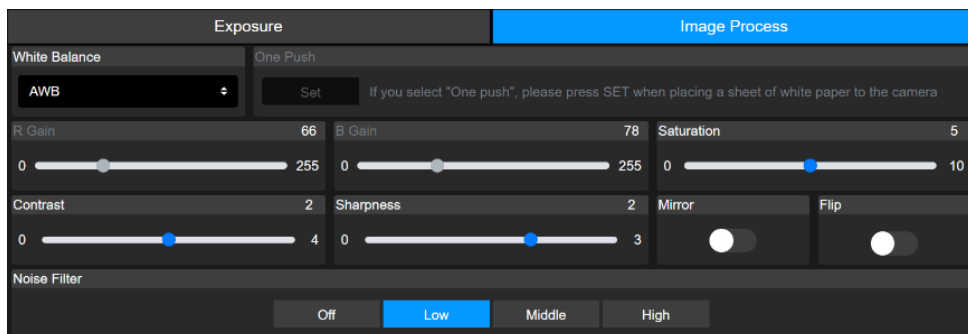 Exposure Image Process
White Balance One Push
AWB Set If you select "One push", please press SET when placing a sheet of white paper to the camera
R Gain 66 B Gain 78 Saturation 5
0 255 0 255 0 10
Contrast 2 Sharpness 2 Mirror Flip
0 4 0 3
Noise Filter
Off Low Middle High